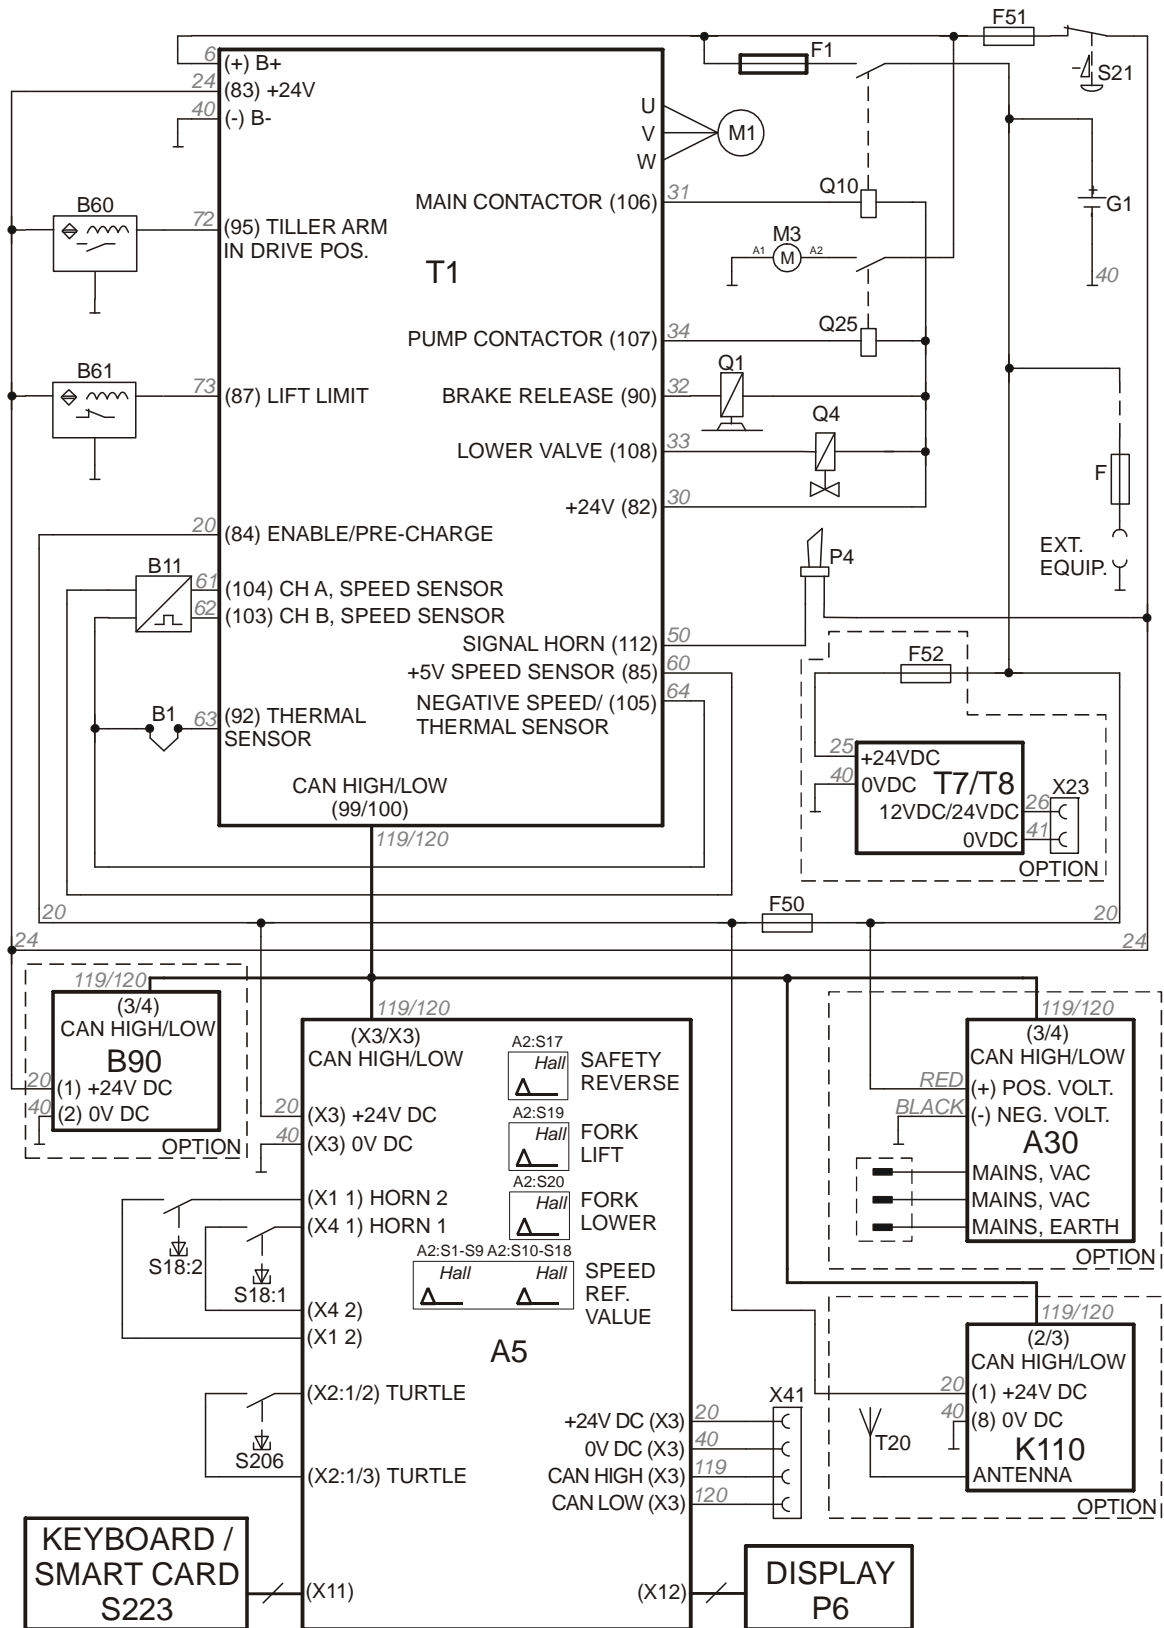 F51
F1
S21
6
(+) B+
24
(83) +24V
40
(-) B-
U
V
W
M1
MAIN CONTACTOR (106)
31
Q10
G1
40
B60
72
(95) TILLER ARM
IN DRIVE POS.
T1
M3
A1
M
A2
PUMP CONTACTOR (107)
34
Q25
B61
73
(87) LIFT LIMIT
BRAKE RELEASE (90)
32
Q1
LOWER VALVE (108)
33
Q4
+24V (82)
30
F
EXT.
EQUIP.
20
(84) ENABLE/PRE-CHARGE
P4
B11
61
(104) CH A, SPEED SENSOR
62
(103) CH B, SPEED SENSOR
SIGNAL HORN (112)
50
+5V SPEED SENSOR (85)
60
NEGATIVE SPEED/ (105)
THERMAL SENSOR
64
F52
B1
63
(92) THERMAL
SENSOR
CAN HIGH/LOW
(99/100)
119/120
25
+24VDC
40
0VDC
T7/T8
12VDC/24VDC
26
X23
0VDC
41
OPTION
20
F50
20
24
24
119/120
(3/4)
CAN HIGH/LOW
B90
20
(1) +24V DC
40
(2) 0V DC
OPTION
119/120
(X3/X3)
CAN HIGH/LOW
A2:S17
Hall
SAFETY
REVERSE
20
(X3) +24V DC
40
(X3) 0V DC
A2:S19
Hall
FORK
LIFT
A2:S20
Hall
FORK
LOWER
(X1 1) HORN 2
(X4 1) HORN 1
S18:2
S18:1
A2:S1-S9
A2:S10-S18
Hall
Hall
SPEED
REF.
VALUE
(X4 2)
(X1 2)
A5
(X2:1/2) TURTLE
S206
(X2:1/3) TURTLE
+24V DC (X3)
20
X41
0V DC (X3)
40
CAN HIGH (X3)
119
CAN LOW (X3)
120
119/120
(3/4)
CAN HIGH/LOW
RED
(+) POS. VOLT.
BLACK
(-) NEG. VOLT.
A30
MAINS, VAC
MAINS, VAC
MAINS, EARTH
OPTION
119/120
(2/3)
CAN HIGH/LOW
20
(1) +24V DC
40
(8) 0V DC
T20
K110
ANTENNA
OPTION
KEYBOARD /
SMART CARD
S223
(X11)
(X12)
DISPLAY
P6